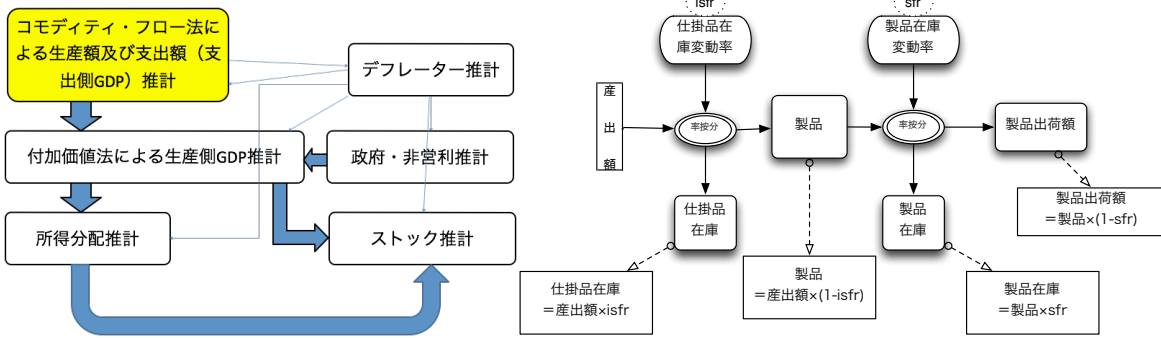 コモディティ・フロー法に
よる生産額及び支出額（支
出側GDP）推計
デフレーター推計
付加価値法による生産側GDP推計
政府・非営利推計
所得分配推計
ストック推計
isfr
仕掛品在
庫変動率
sfr
製品在庫
変動率
産
出
額
率按分
製品
率按分
製品出荷額
仕掛品
在庫
製品
在庫
製品出荷額
＝製品×(1-sfr)
仕掛品在庫
＝産出額×isfr
製品
＝産出額×(1-isfr)
製品在庫
＝製品×sfr